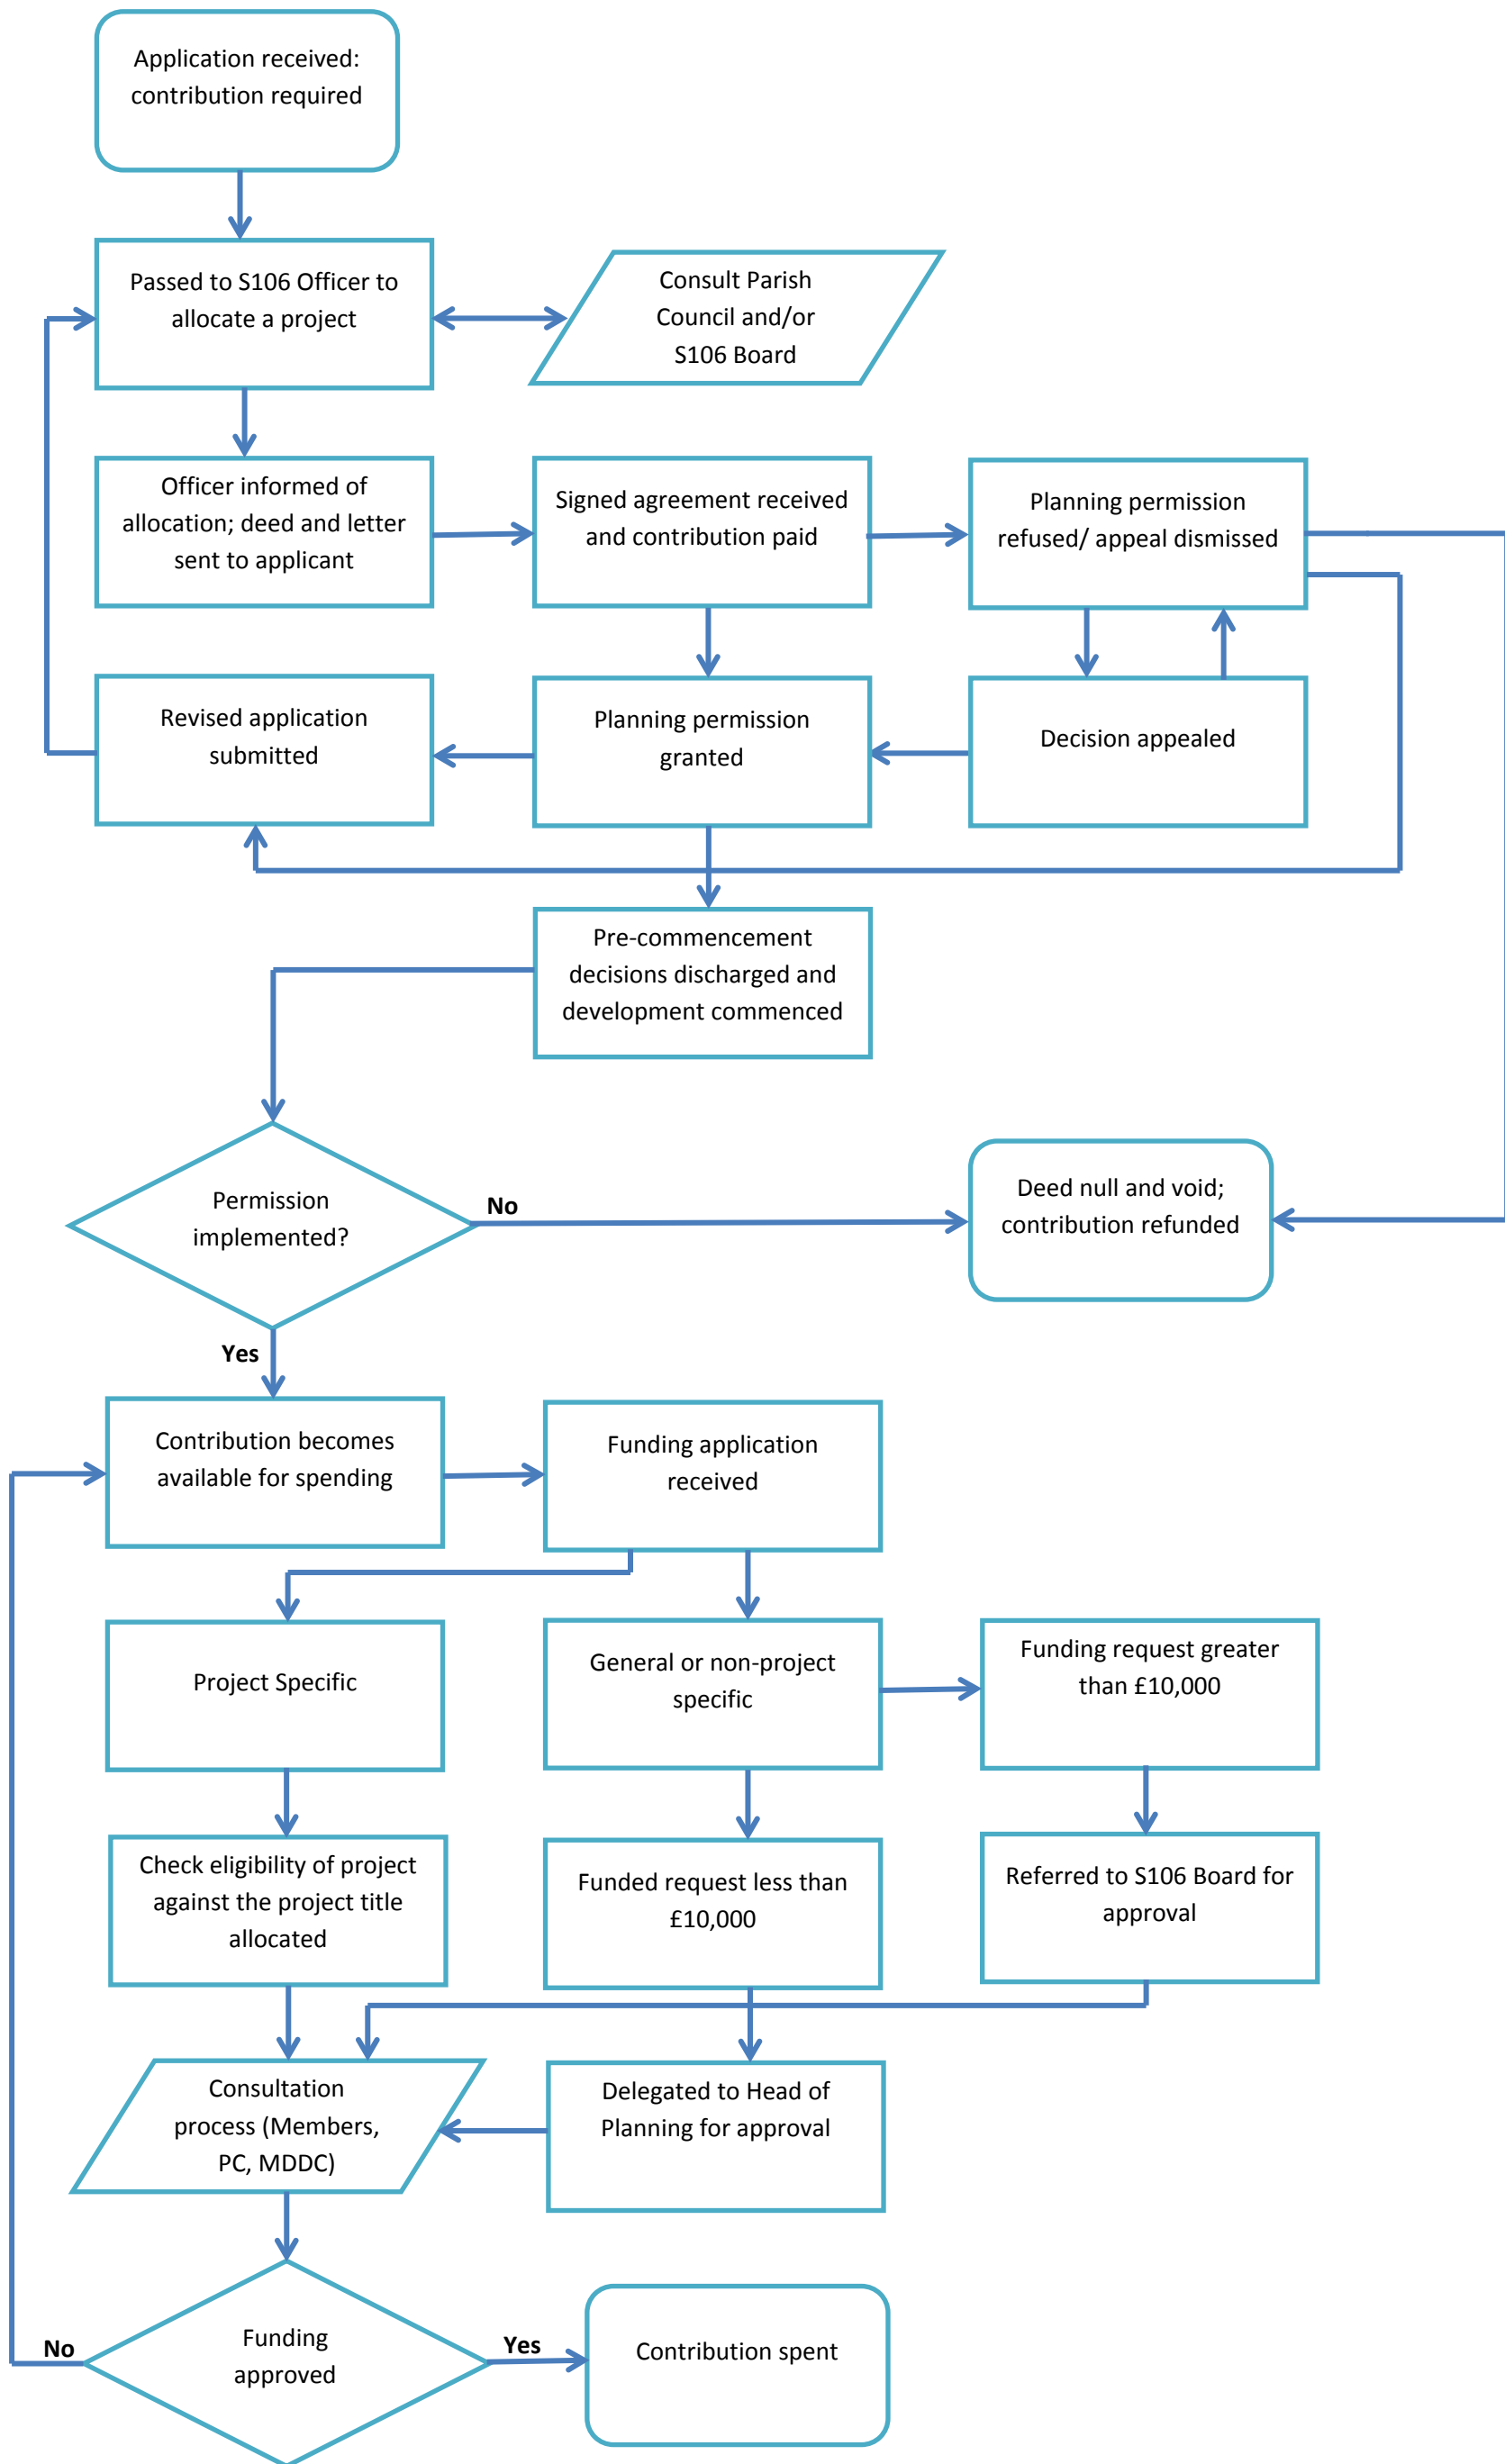 Application received:
contribution required
Passed to S106 Officer to
allocate a project
Consult Parish
Council and/or
S106 Board
Officer informed of
allocation; deed and letter
sent to applicant
Signed agreement received
and contribution paid
Planning permission
refused/ appeal dismissed
Revised application
submitted
Planning permission
granted
Decision appealed
Pre-commencement
decisions discharged and
development commenced
Permission
implemented?
No
Deed null and void;
contribution refunded
Yes
Contribution becomes
available for spending
Funding application
received
Project Specific
General or non-project
specific
Funding request greater
than £10,000
Check eligibility of project
against the project title
allocated
Funded request less than
£10,000
Referred to S106 Board for
approval
Consultation
process (Members,
PC, MDDC)
Delegated to Head of
Planning for approval
No
Funding
approved
Yes
Contribution spent